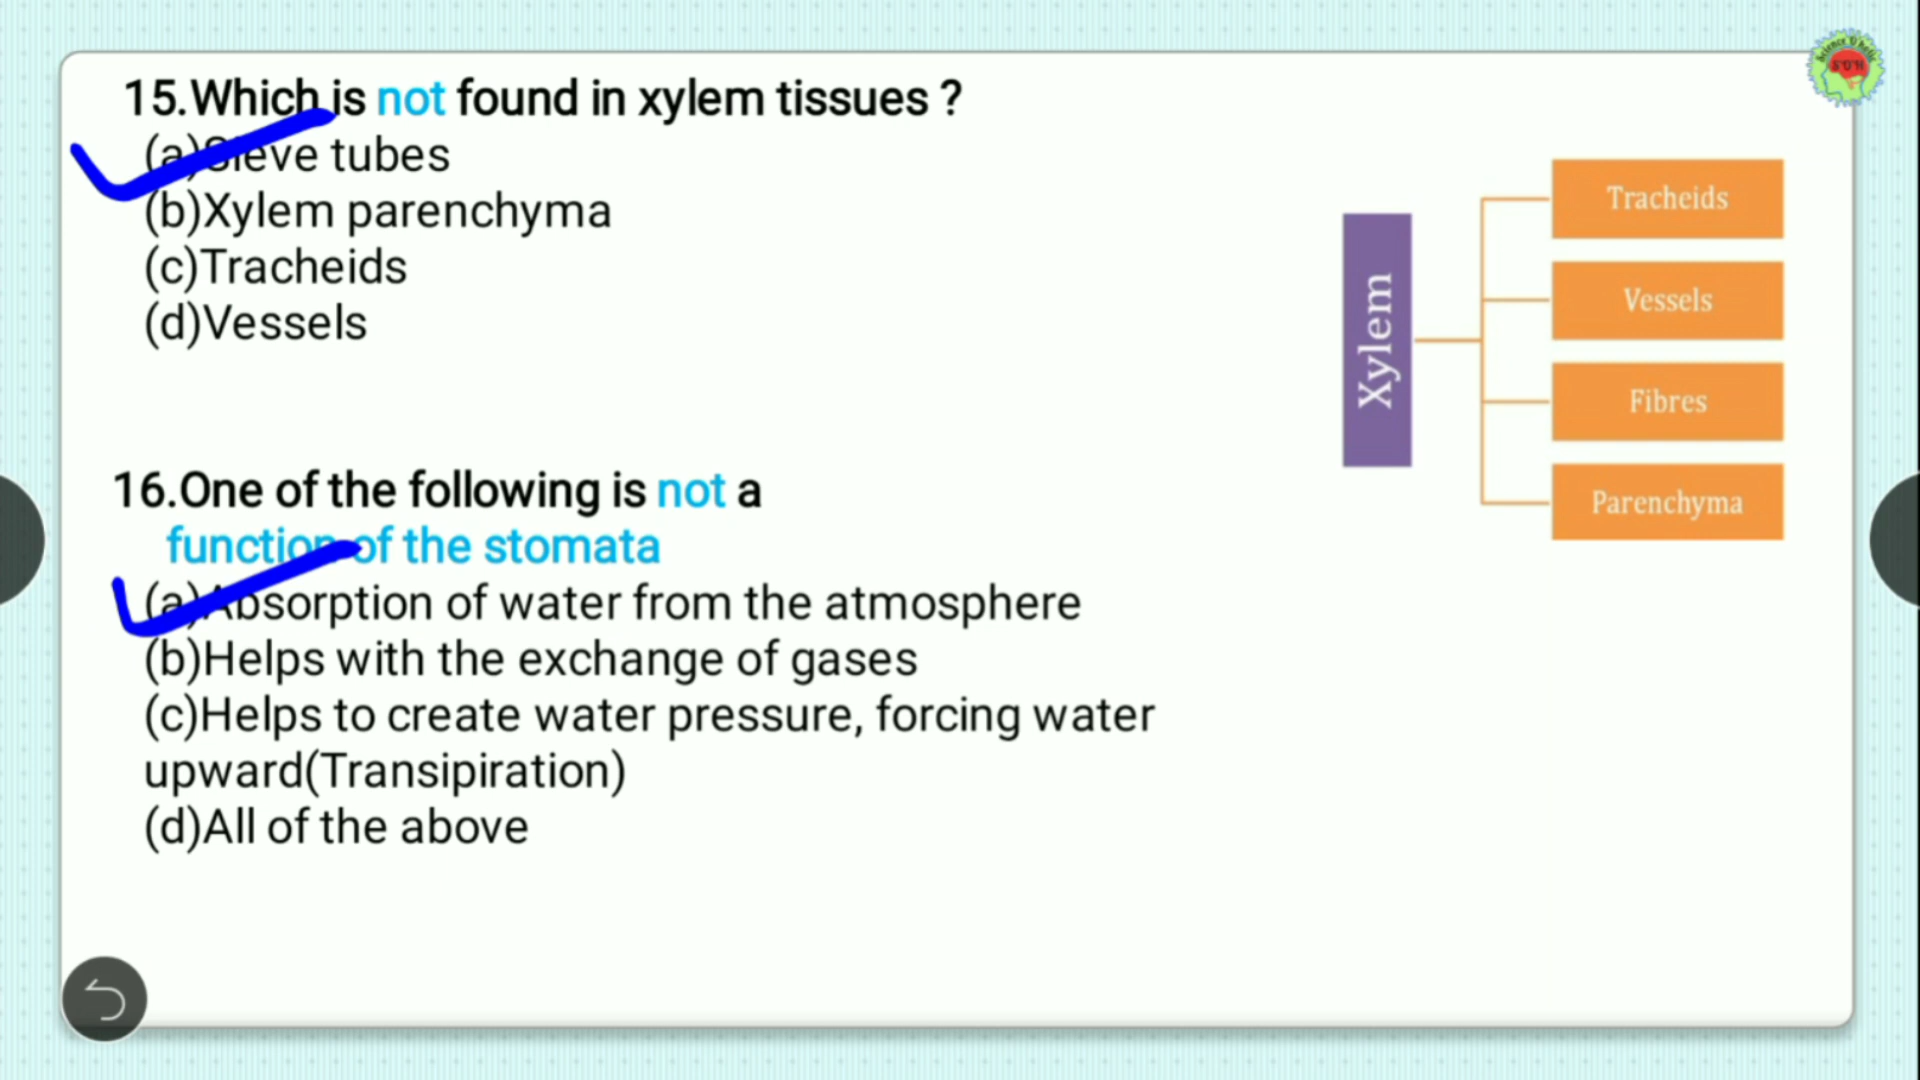 15.Which is not found in xylem tissues ?
(a)Sieve tubes
(b)Xylem parenchyma
(c)Tracheids
(d)Vessels
16.One of the following is not a
function of the stomata
(a)Absorption of water from the atmosphere
(b)Helps with the exchange of gases
(c)Helps to create water pressure, forcing water
upward(Transipiration)
(d)All of the above
Xylem
Tracheids
Vessels
Fibres
Parenchyma
S'O'H